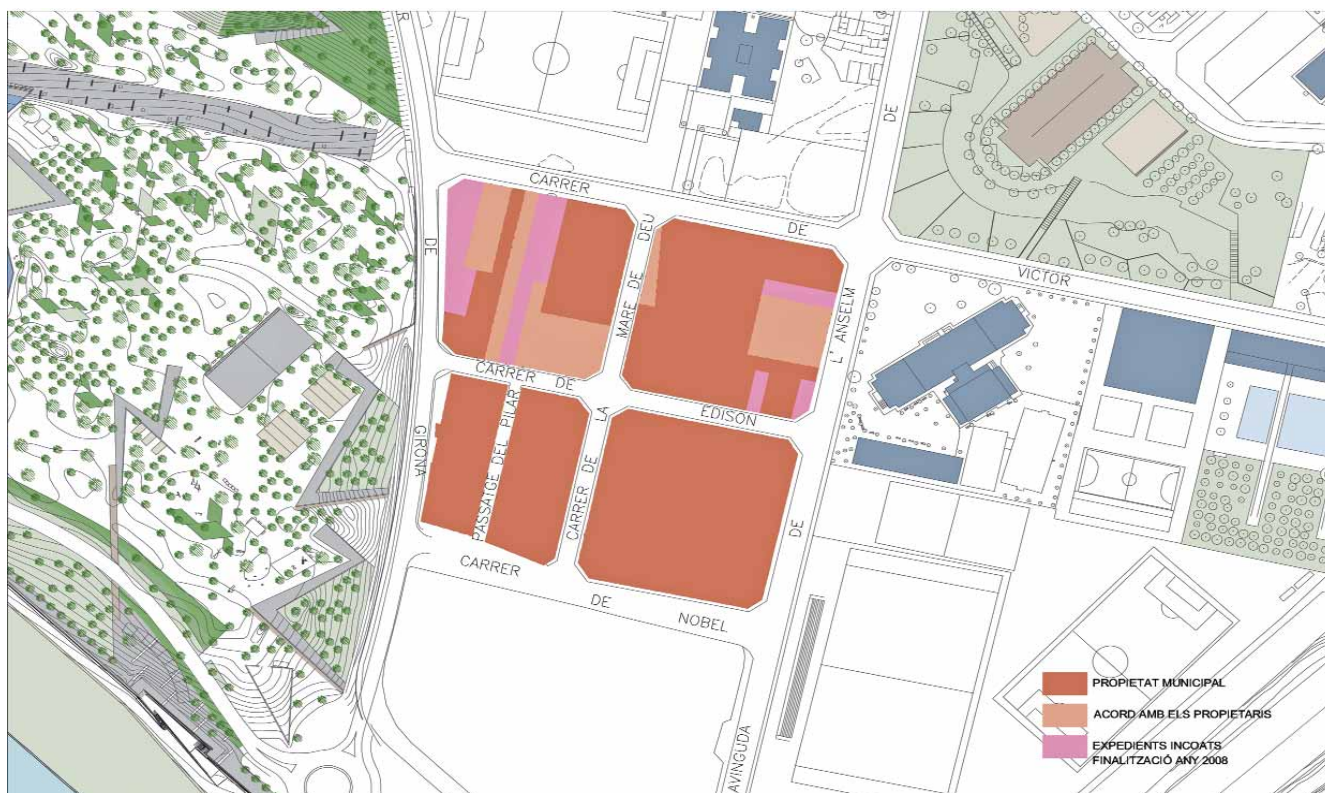 AR
CARRER
DE
VICTOR
DE
DE
MARE DE DEU
L' ANSELM
CARRER DE
EDISON
GIRONA
PASSATGE DEL PILAR
CARRER DE LA
DE
CARRER
DE
NOBEL
AVINGUDA
PROPIETAT MUNICIPAL
ACORD AMB ELS PROPIETARIS
EXPEDIENTS INCOATS
FINALITZACIÓ ANY 2008